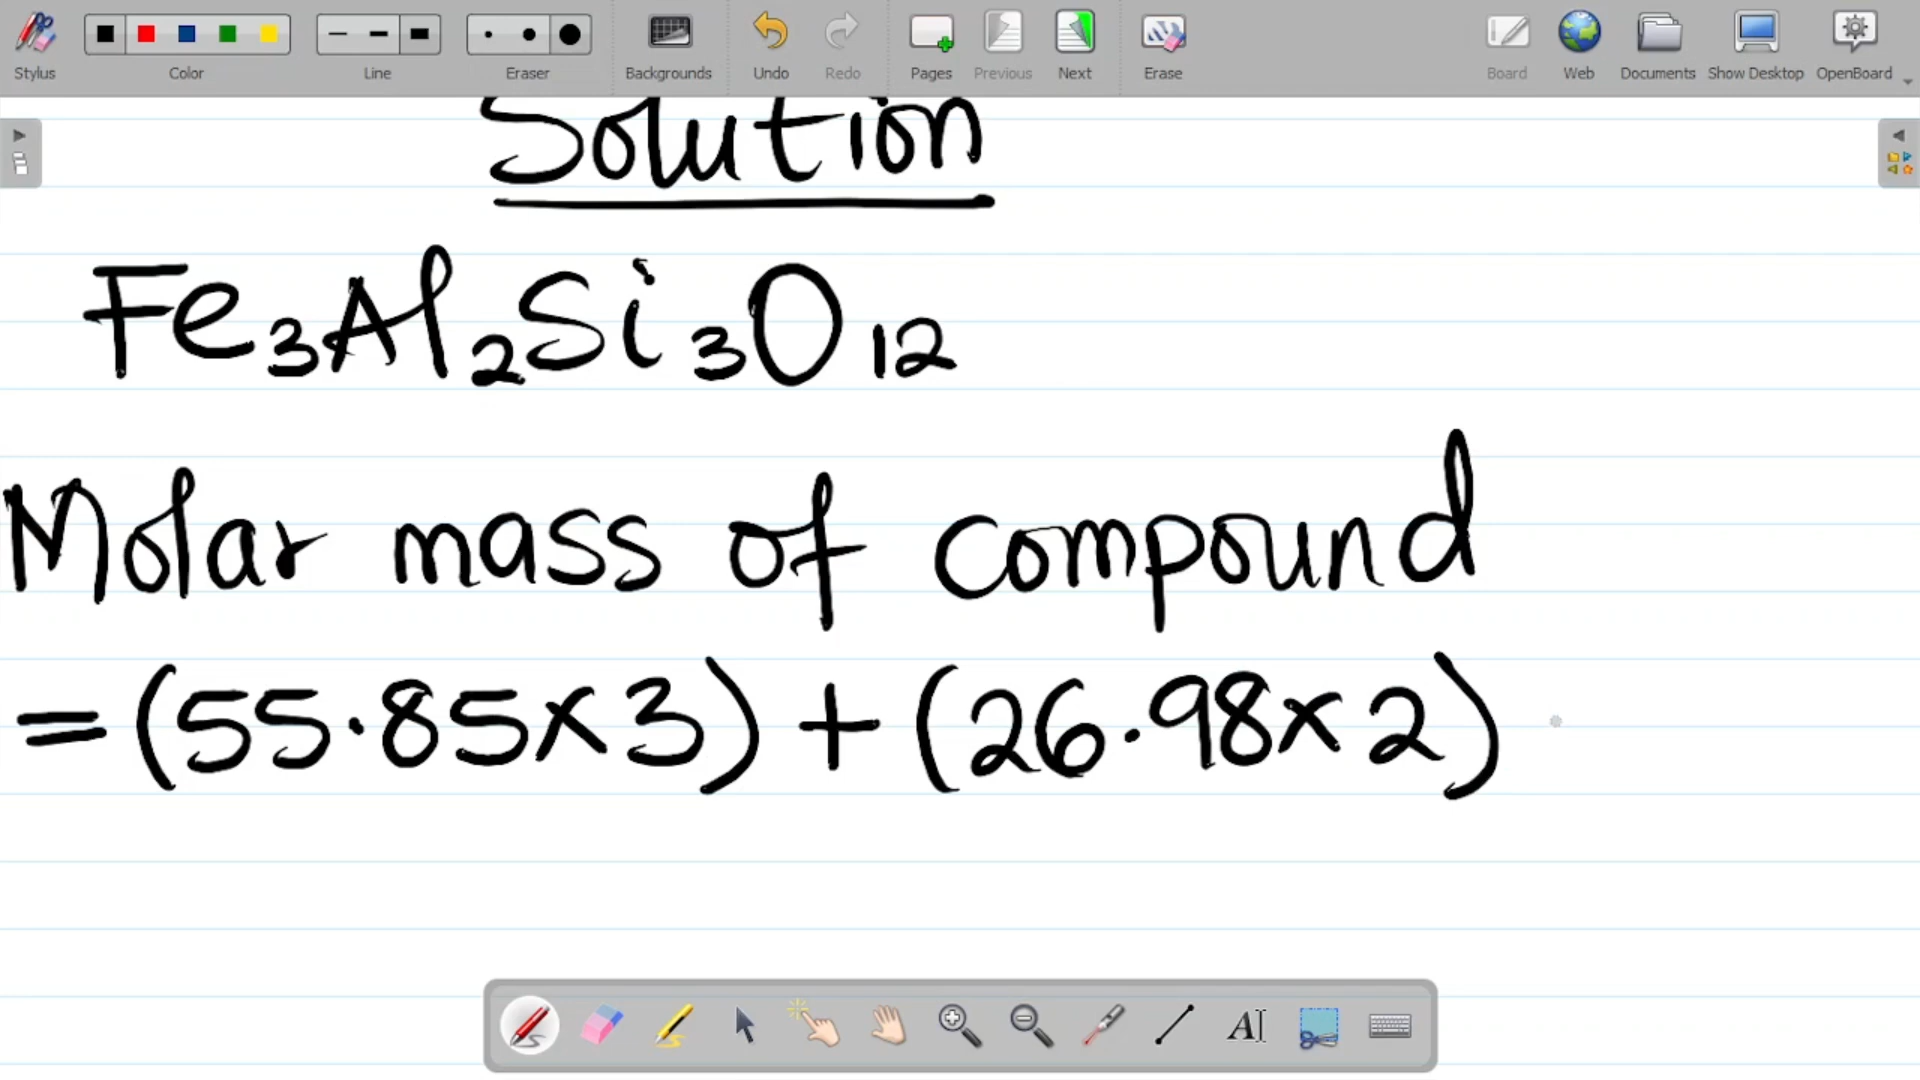 Stylus Color Line Eraser Backgrounds Undo Redo Pages Previous Next Erase Board Web Documents Show Desktop OpenBoard
Solution
Fe₃Al₂Si₃O₁₂
Molar mass of compound
= (55.85×3) + (26.98×2)
AI